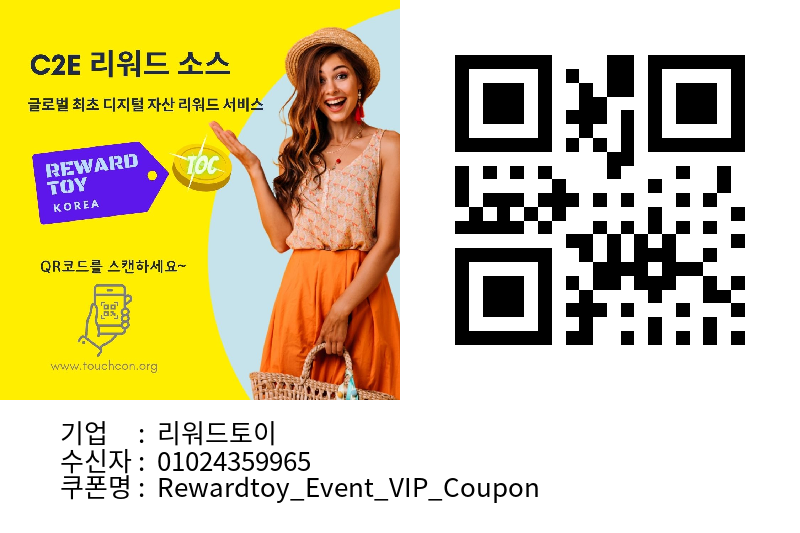 C2E 리워드 소스
글로벌 최초 디지털 자산 리워드 서비스
REWARD
TOY
KOREA
TOC
QR코드를 스캔하세요~
www.touchcon.org
기업 : 리워드토이
수신자 : 01024359965
쿠폰명 : Rewardtoy_Event_VIP_Coupon